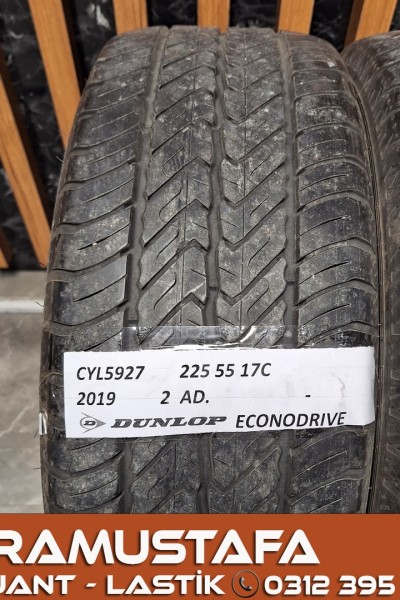 CYL5927 225 55 17C
2019 2 AD. -
DUNLOP ECONODRIVE
RAMUSTAFA
JANT - LASTİK 0312 395